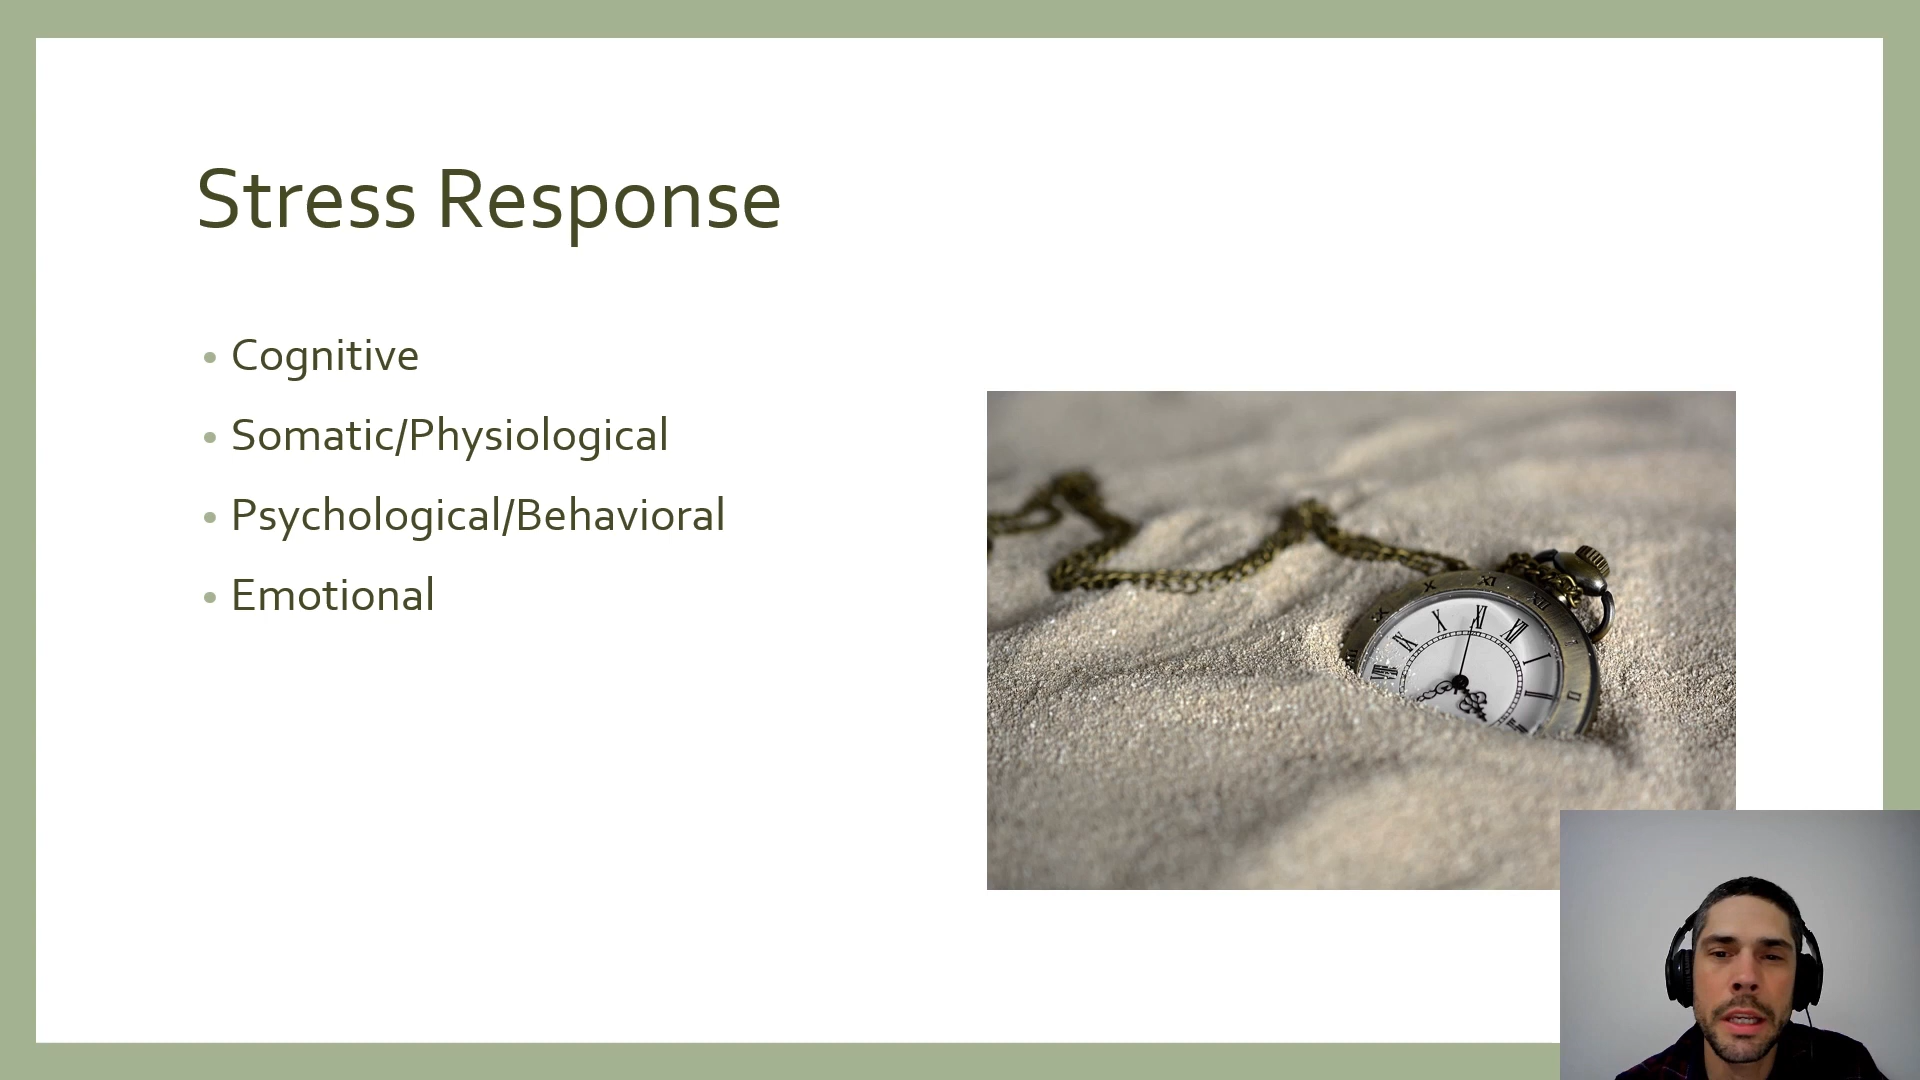 Stress Response
Cognitive
Somatic/Physiological
Psychological/Behavioral
Emotional